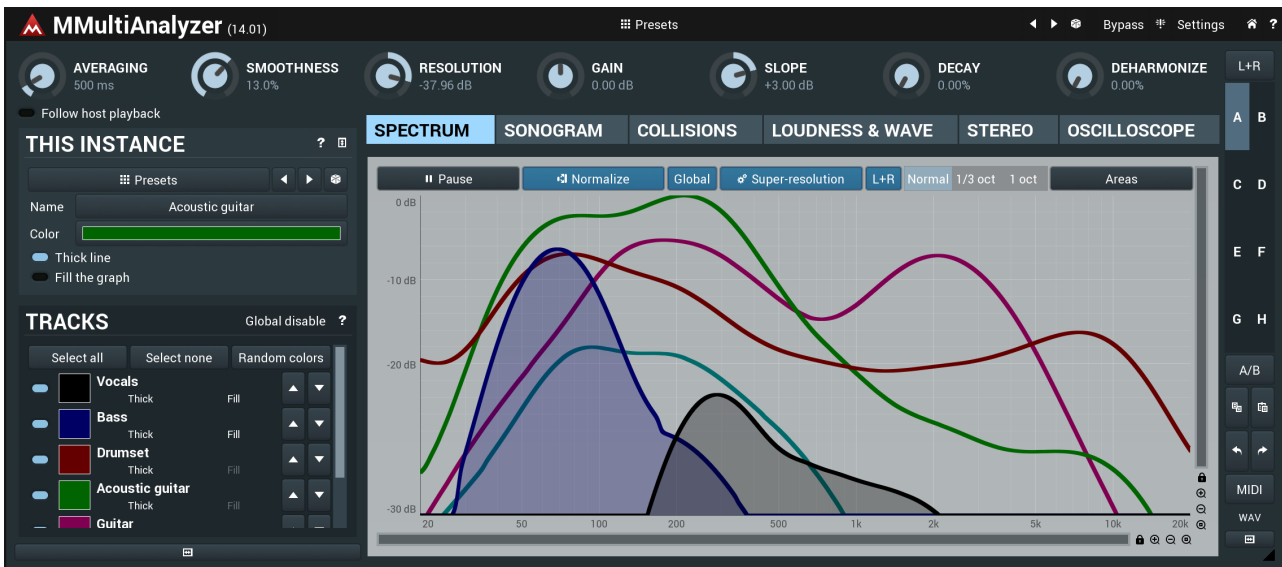 MMultiAnalyzer (14.01)
Presets
Bypass
Settings
?
AVERAGING
500 ms
SMOOTHNESS
13.0%
RESOLUTION
-37.96 dB
GAIN
0.00 dB
SLOPE
+3.00 dB
DECAY
0.00%
DEHARMONIZE
0.00%
Follow host playback
THIS INSTANCE ?
Presets
Name Acoustic guitar
Color
Thick line
Fill the graph
TRACKS Global disable ?
Select all Select none Random colors
Vocals
Thick Fill
Bass
Thick Fill
Drumset
Thick Fill
Acoustic guitar
Thick Fill
Guitar
SPECTRUM SONOGRAM COLLISIONS LOUDNESS & WAVE STEREO OSCILLOSCOPE
Pause Normalize Global Super-resolution L+R Normal 1/3 oct 1 oct Areas
0 dB
-10 dB
-20 dB
-30 dB
20 50 100 200 500 1k 2k 5k 10k 20k
L+R
A B
C D
E F
G H
A/B
MIDI
WAV